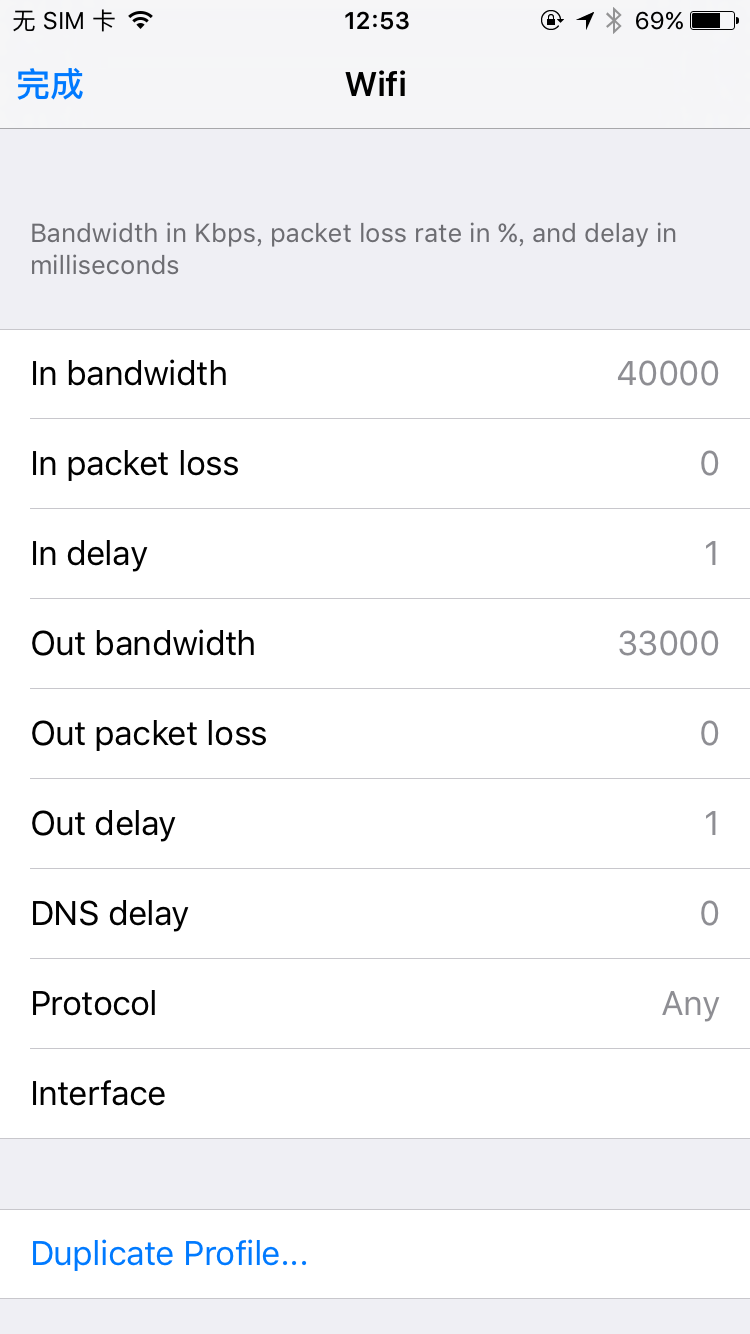 无 SIM 卡 12:53 69%
完成 Wifi
Bandwidth in Kbps, packet loss rate in %, and delay in
milliseconds
In bandwidth 40000
In packet loss 0
In delay 1
Out bandwidth 33000
Out packet loss 0
Out delay 1
DNS delay 0
Protocol Any
Interface
Duplicate Profile...